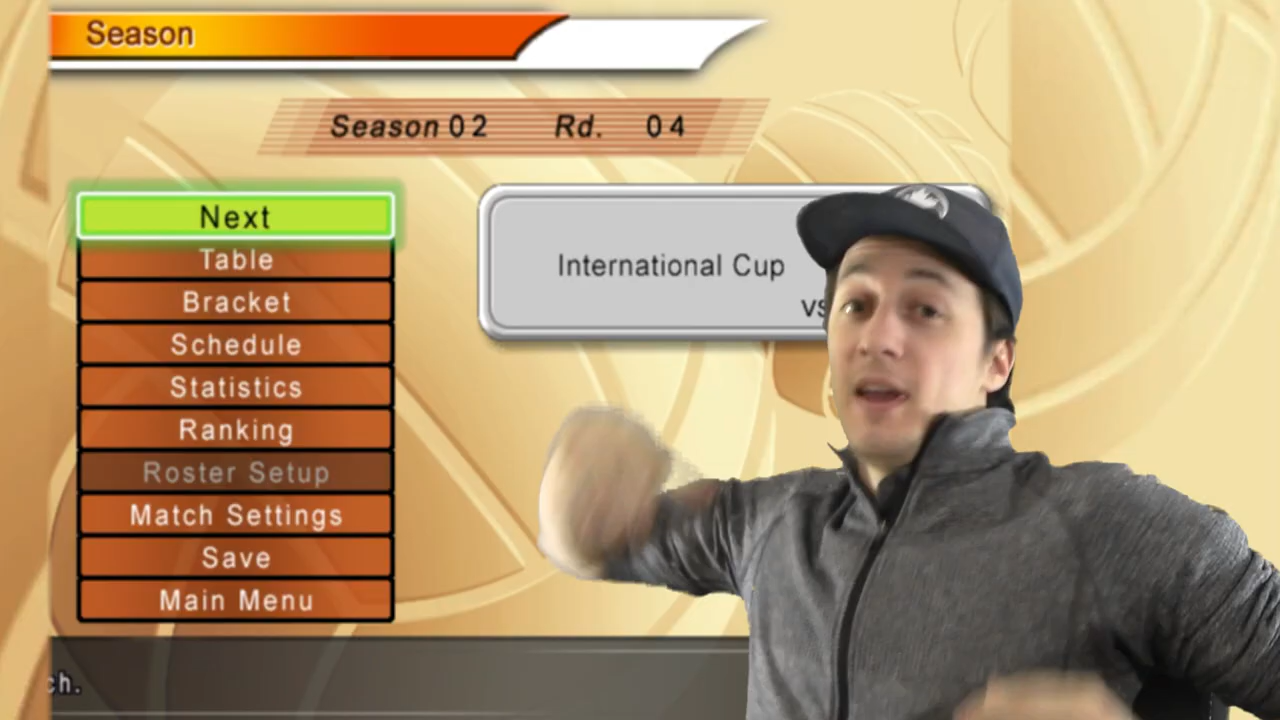 Season
Season 02 Rd. 04
Next
Table
Bracket
Schedule
Statistics
Ranking
Roster Setup
Match Settings
Save
Main Menu
International Cup
vs
ch.